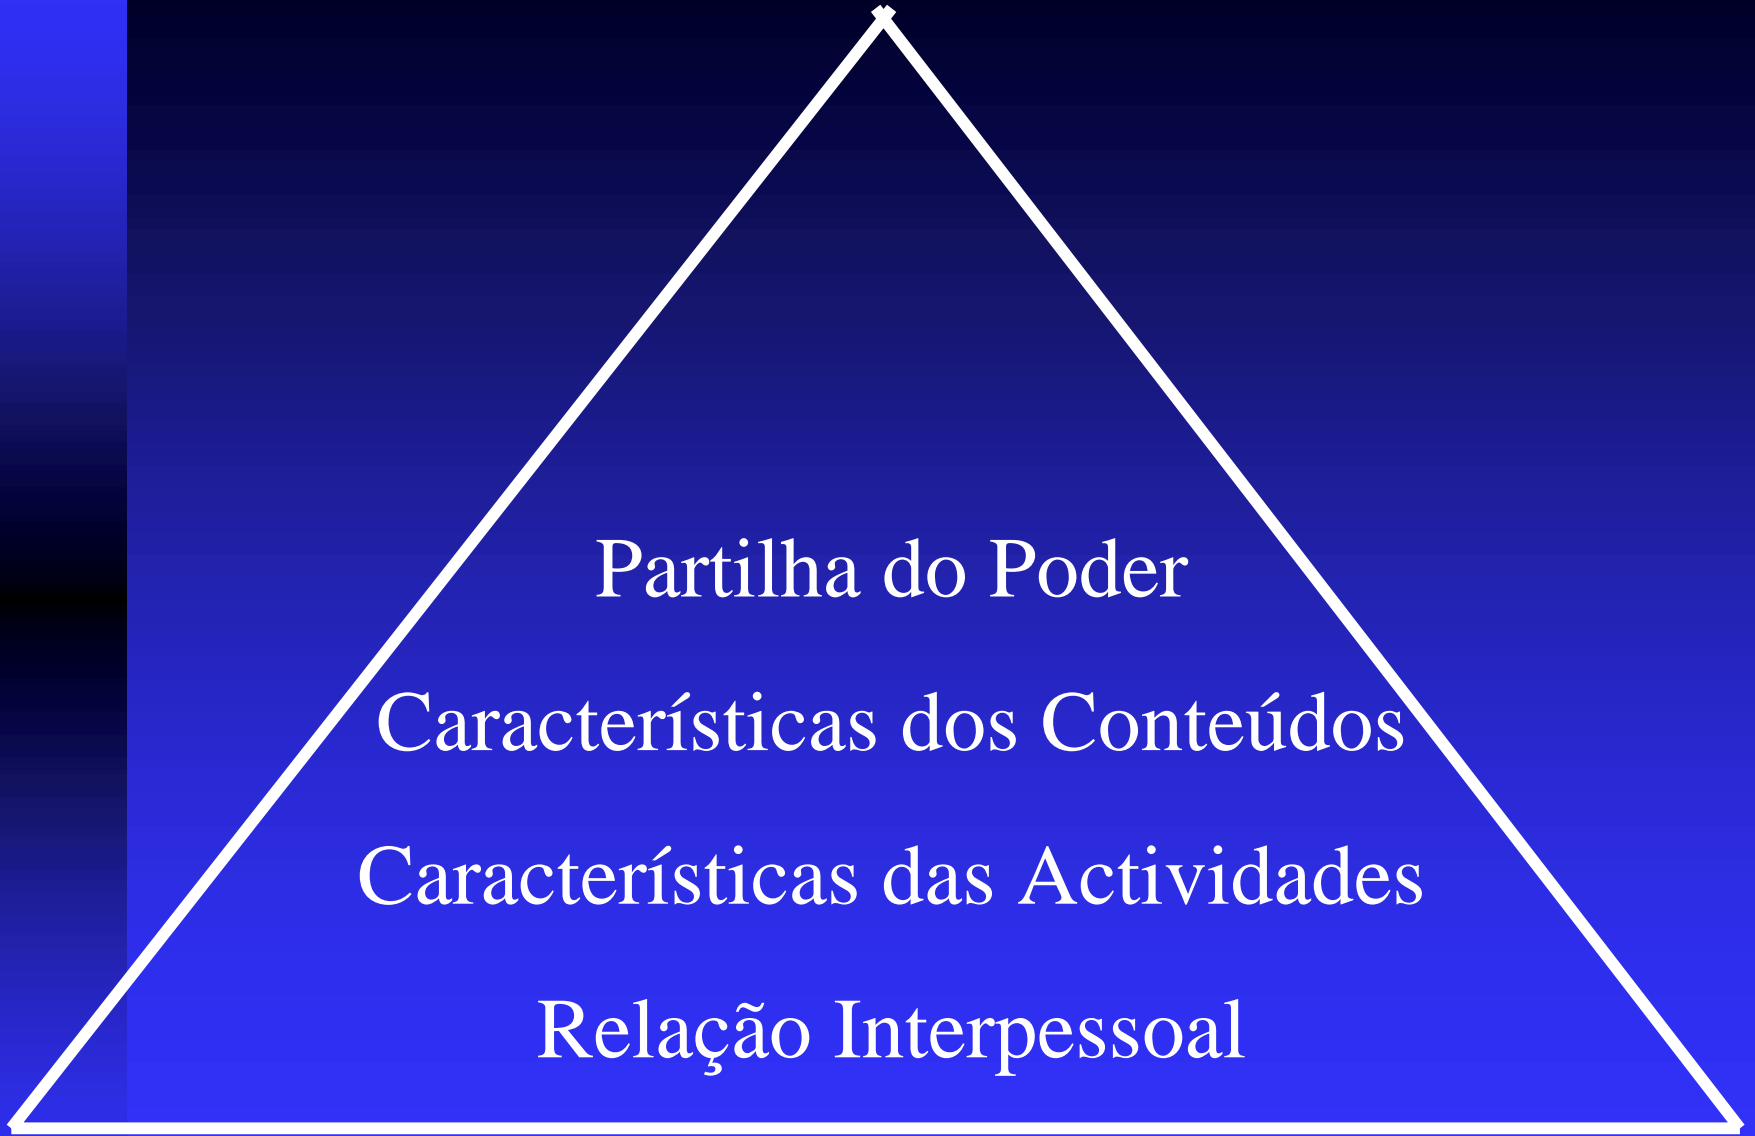 Partilha do Poder
Características dos Conteúdos
Características das Actividades
Relação Interpessoal